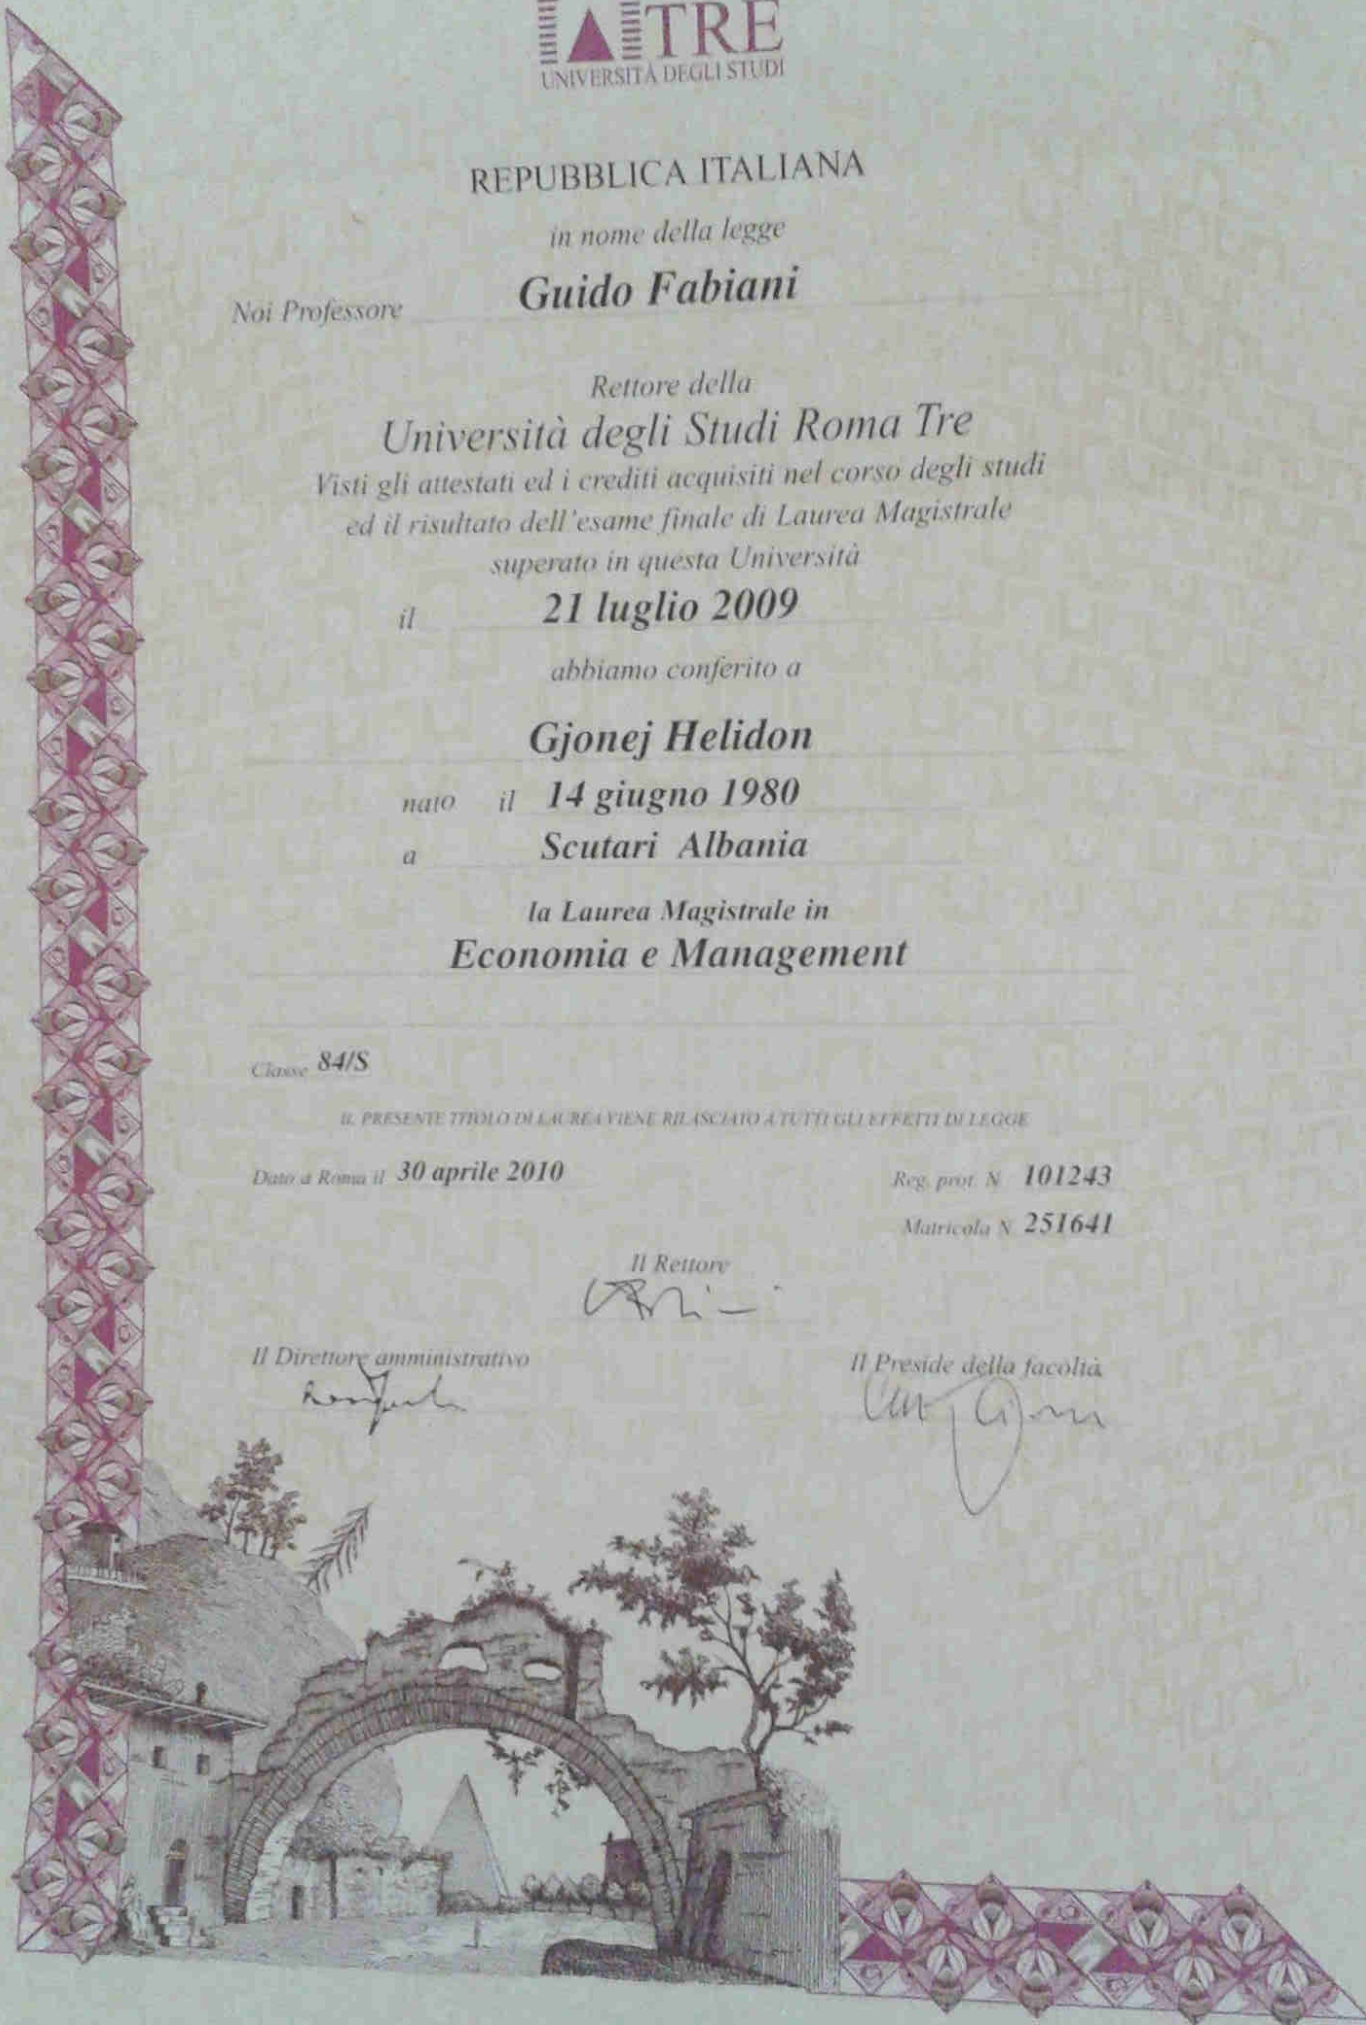 TRE
UNIVERSITÀ DEGLI STUDI
REPUBBLICA ITALIANA
in nome della legge
Noi Professore Guido Fabiani
Rettore della
Università degli Studi Roma Tre
Visti gli attestati ed i crediti acquisiti nel corso degli studi
ed il risultato dell'esame finale di Laurea Magistrale
superato in questa Università
il 21 luglio 2009
abbiamo conferito a
Gjonej Helidon
nato il 14 giugno 1980
a Scutari Albania
la Laurea Magistrale in
Economia e Management
Classe 84/S
IL PRESENTE TITOLO DI LAUREA VIENE RILASCIATO A TUTTI GLI EFFETTI DI LEGGE
Dato a Roma il 30 aprile 2010 Reg. prot. N. 101243
Matricola N. 251641
Il Rettore
Il Direttore amministrativo Il Preside della facoltà